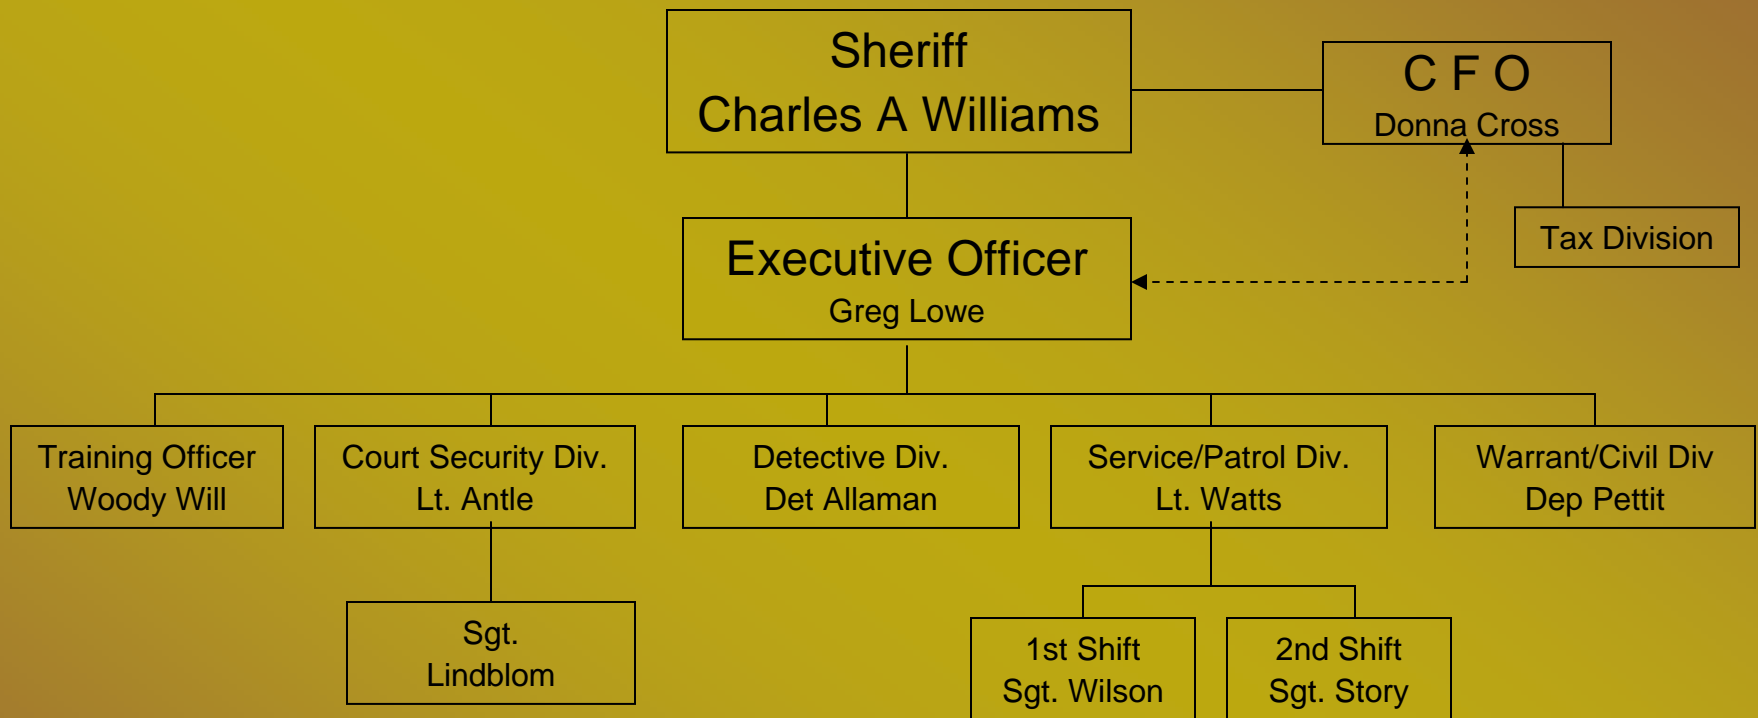 Sheriff
Charles A Williams
C F O
Donna Cross
Tax Division
Executive Officer
Greg Lowe
Training Officer
Woody Will
Court Security Div.
Lt. Antle
Detective Div.
Det Allaman
Service/Patrol Div.
Lt. Watts
Warrant/Civil Div
Dep Pettit
Sgt.
Lindblom
1st Shift
Sgt. Wilson
2nd Shift
Sgt. Story